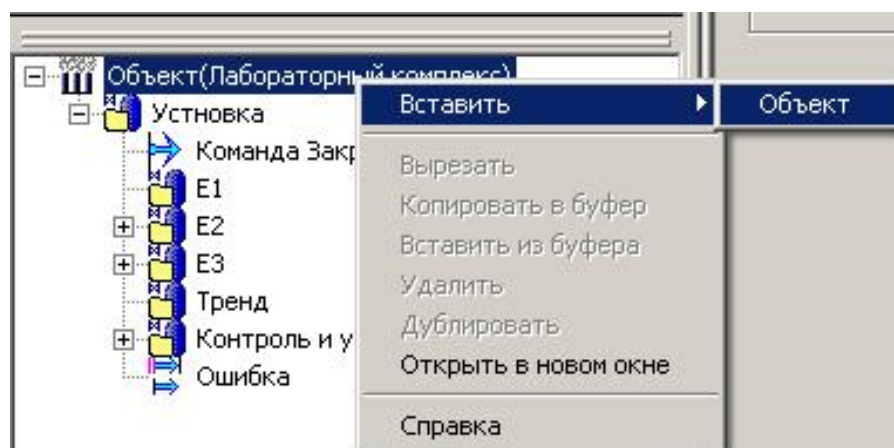 Объект(Лабораторный комплекс)
Устновка
Команда Закр
E1
E2
E3
Тренд
Контроль и у
Ошибка
Вставить
Вырезать
Копировать в буфер
Вставить из буфера
Удалить
Дублировать
Открыть в новом окне
Справка
Объект